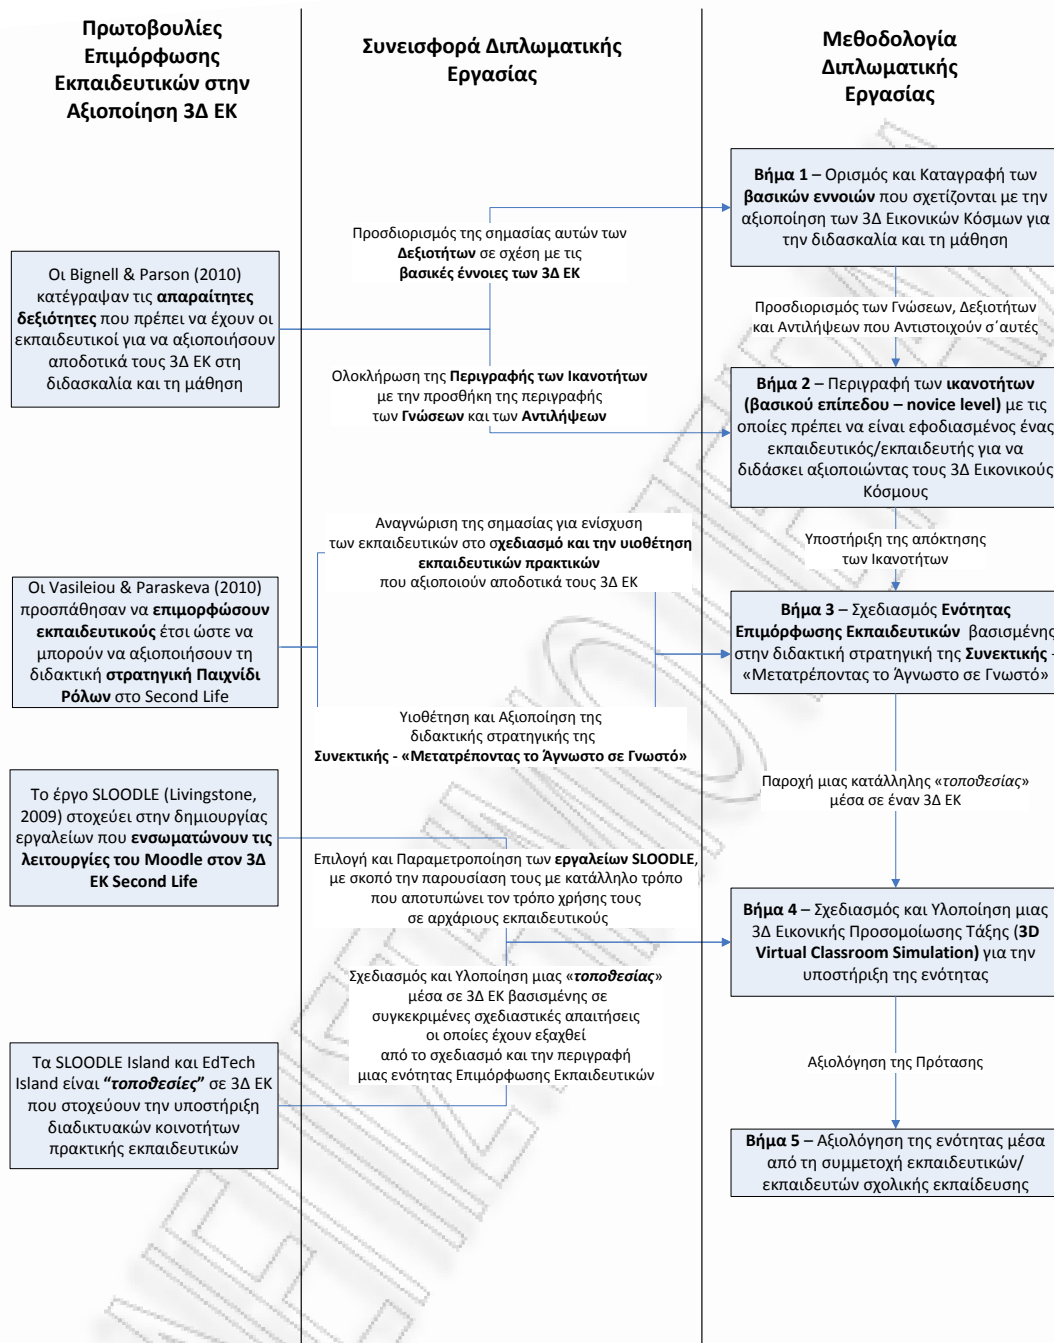 Πρωτοβουλίες
Επιμόρφωσης
Εκπαιδευτικών στην
Αξιοποίηση 3Δ ΕΚ
Συνεισφορά Διπλωματικής
Εργασίας
Μεθοδολογία
Διπλωματικής
Εργασίας
Οι Bignell & Parson (2010)
κατέγραψαν τις απαραίτητες
δεξιότητες που πρέπει να έχουν οι
εκπαιδευτικοί για να αξιοποιήσουν
αποδοτικά τους 3Δ ΕΚ στη
διδασκαλία και τη μάθηση
Οι Vasileiou & Paraskeva (2010)
προσπάθησαν να επιμορφώσουν
εκπαιδευτικούς έτσι ώστε να
μπορούν να αξιοποιήσουν τη
διδακτική στρατηγική Παιχνίδι
Ρόλων στο Second Life
Το έργο SLOODLE (Livingstone,
2009) στοχεύει στην δημιουργία
εργαλείων που ενσωματώνουν τις
λειτουργίες του Moodle στον 3Δ
ΕΚ Second Life
Τα SLOODLE Island και EdTech
Island είναι “τοποθεσίες” σε 3Δ ΕΚ
που στοχεύουν την υποστήριξη
διαδικτυακών κοινοτήτων
πρακτικής εκπαιδευτικών
Προσδιορισμός της σημασίας αυτών των
Δεξιοτήτων σε σχέση με τις
βασικές έννοιες των 3Δ ΕΚ
Ολοκλήρωση της Περιγραφής των Ικανοτήτων
με την προσθήκη της περιγραφής
των Γνώσεων και των Αντιλήψεων
Αναγνώριση της σημασίας για ενίσχυση
των εκπαιδευτικών στο σχεδιασμό και την υιοθέτηση
εκπαιδευτικών πρακτικών
που αξιοποιούν αποδοτικά τους 3Δ ΕΚ
Υιοθέτηση και Αξιοποίηση της
διδακτικής στρατηγικής της
Συνεκτικής - «Μετατρέποντας το Άγνωστο σε Γνωστό»
Επιλογή και Παραμετροποίηση των εργαλείων SLOODLE,
με σκοπό την παρουσίαση τους με κατάλληλο τρόπο
που αποτυπώνει τον τρόπο χρήσης τους
σε αρχάριους εκπαιδευτικούς
Σχεδιασμός και Υλοποίηση μιας «τοποθεσίας»
μέσα σε 3Δ ΕΚ βασισμένης σε
συγκεκριμένες σχεδιαστικές απαιτήσεις
οι οποίες έχουν εξαχθεί
από το σχεδιασμό και την περιγραφή
μιας ενότητας Επιμόρφωσης Εκπαιδευτικών
Βήμα 1 – Ορισμός και Καταγραφή των
βασικών εννοιών που σχετίζονται με την
αξιοποίηση των 3Δ Εικονικών Κόσμων για
την διδασκαλία και τη μάθηση
Προσδιορισμός των Γνώσεων, Δεξιοτήτων
και Αντιλήψεων που Αντιστοιχούν σ΄αυτές
Βήμα 2 – Περιγραφή των ικανοτήτων
(βασικού επίπεδου – novice level) με τις
οποίες πρέπει να είναι εφοδιασμένος ένας
εκπαιδευτικός/εκπαιδευτής για να
διδάσκει αξιοποιώντας τους 3Δ Εικονικούς
Κόσμους
Υποστήριξη της απόκτησης
των Ικανοτήτων
Βήμα 3 – Σχεδιασμός Ενότητας
Επιμόρφωσης Εκπαιδευτικών βασισμένης
στην διδακτική στρατηγική της Συνεκτικής -
«Μετατρέποντας το Άγνωστο σε Γνωστό»
Παροχή μιας κατάλληλης «τοποθεσίας»
μέσα σε έναν 3Δ ΕΚ
Βήμα 4 – Σχεδιασμός και Υλοποίηση μιας
3Δ Εικονικής Προσομοίωσης Τάξης (3D
Virtual Classroom Simulation) για την
υποστήριξη της ενότητας
Αξιολόγηση της Πρότασης
Βήμα 5 – Αξιολόγηση της ενότητας μέσα
από τη συμμετοχή εκπαιδευτικών/
εκπαιδευτών σχολικής εκπαίδευσης